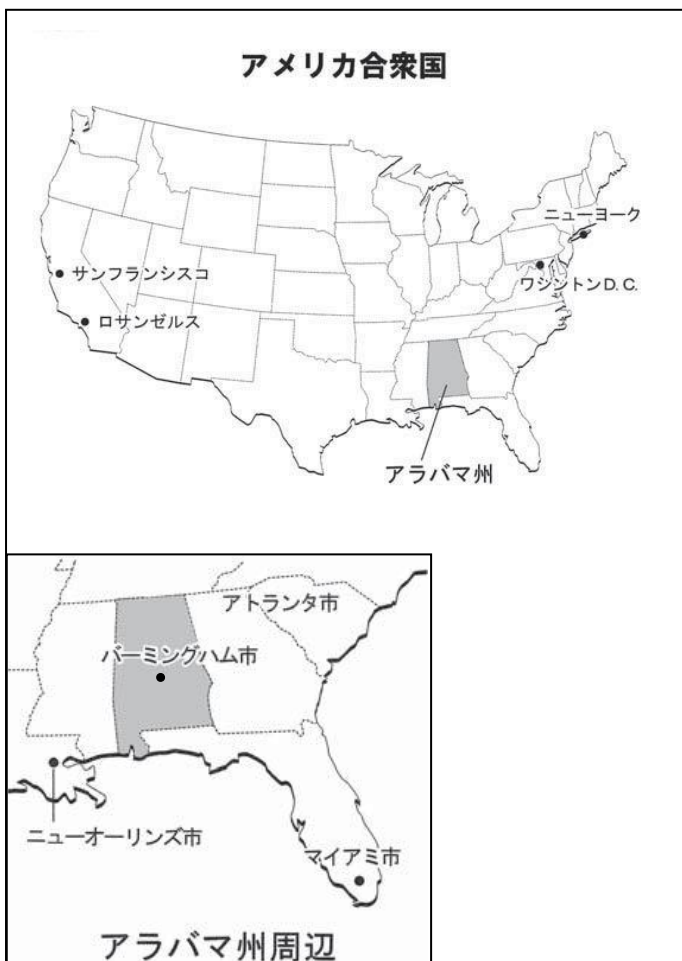 アメリカ合衆国
ニューヨーク
サンフランシスコ
ワシントンD.C.
ロサンゼルス
アラバマ州
アトランタ市
バーミングハム市
ニューオーリンズ市
マイアミ市
アラバマ州周辺